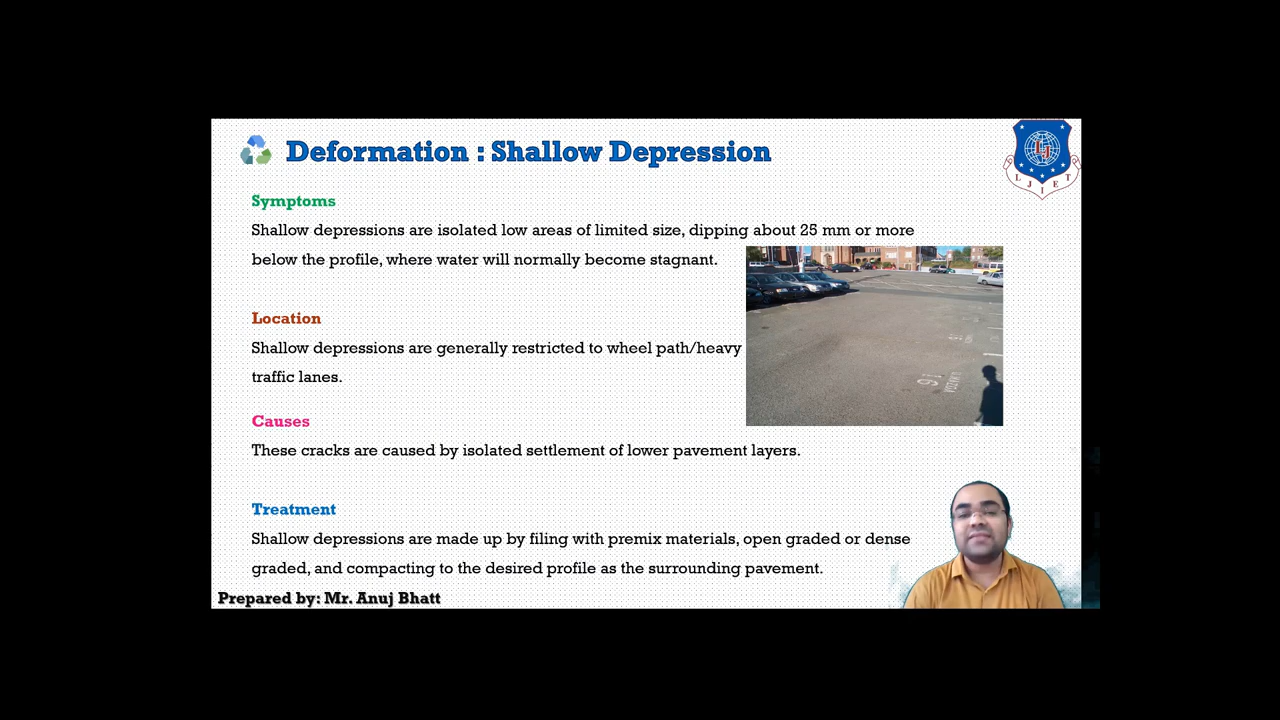 Deformation : Shallow Depression
LJ
L J I E T
Symptoms
Shallow depressions are isolated low areas of limited size, dipping about 25 mm or more
below the profile, where water will normally become stagnant.
Location
Shallow depressions are generally restricted to wheel path/heavy
traffic lanes.
Causes
These cracks are caused by isolated settlement of lower pavement layers.
Treatment
Shallow depressions are made up by filing with premix materials, open graded or dense
graded, and compacting to the desired profile as the surrounding pavement.
Prepared by: Mr. Anuj Bhatt